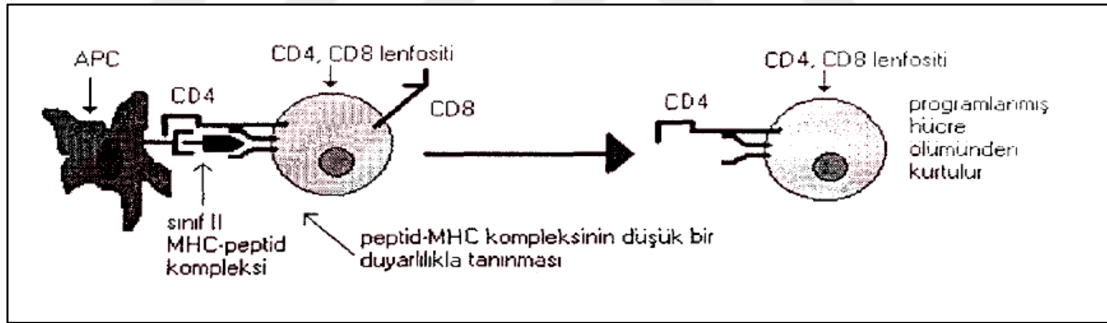 APC
CD4
CD4, CD8 lenfositi
CD8
sınıf II
MHC-peptid
kompleksi
peptid-MHC kompleksinin düşük bir
duyarlılıkla tanınması
CD4, CD8 lenfositi
CD4
programlanmış
hücre
ölümünden
kurtulur